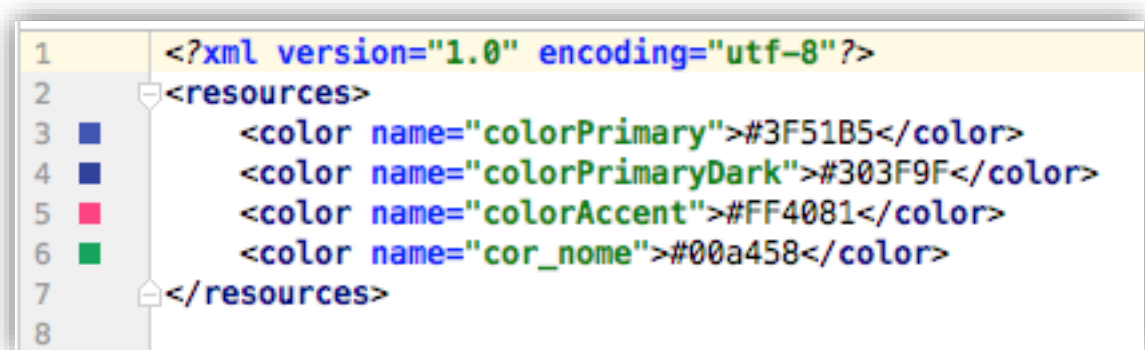 1 <?xml version="1.0" encoding="utf-8"?>
2 <resources>
3 <color name="colorPrimary">#3F51B5</color>
4 <color name="colorPrimaryDark">#303F9F</color>
5 <color name="colorAccent">#FF4081</color>
6 <color name="cor_nome">#00a458</color>
7 </resources>
8